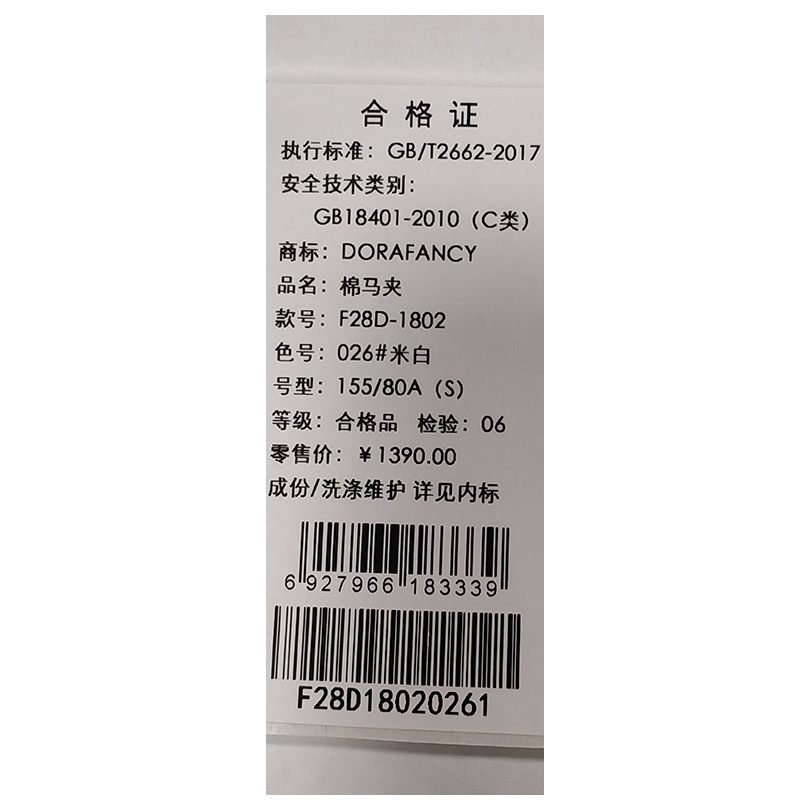 合格证
执行标准：GB/T2662-2017
安全技术类别：
GB18401-2010（C类）
商标：DORAFANCY
品名：棉马夹
款号：F28D-1802
色号：026#米白
号型：155/80A（S）
等级：合格品 检验：06
零售价：￥1390.00
成份/洗涤维护 详见内标
6 927966 183339
F28D18020261